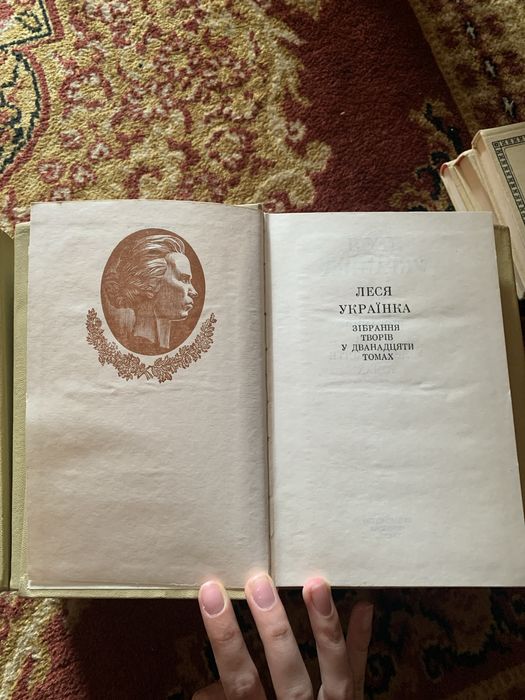 ЛЕСЯ
УКРАЇНКА
ЗІБРАННЯ
ТВОРІВ
У ДВАНАДЦЯТИ
ТОМАХ